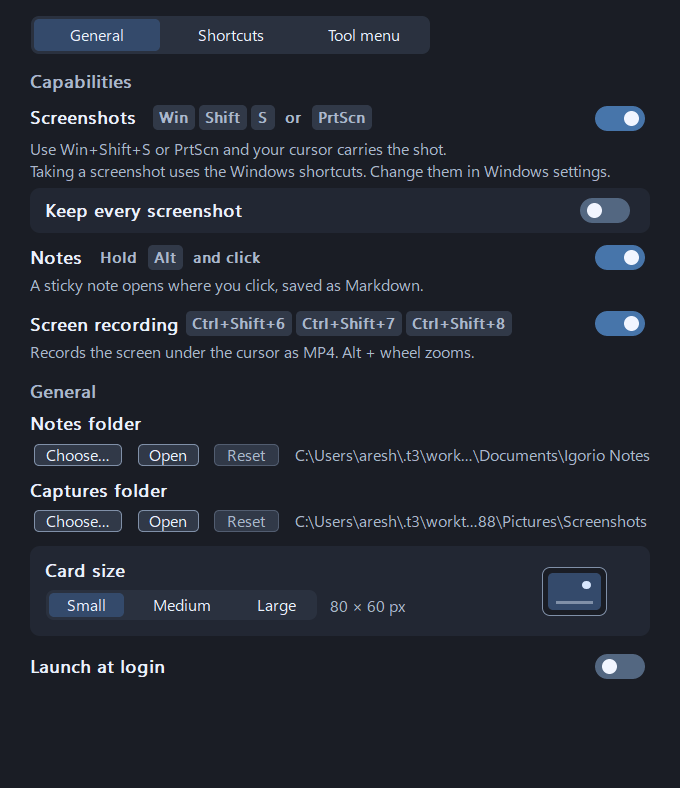 General Shortcuts Tool menu
Capabilities
Screenshots Win Shift S or PrtScn
Use Win+Shift+S or PrtScn and your cursor carries the shot.
Taking a screenshot uses the Windows shortcuts. Change them in Windows settings.
Keep every screenshot
Notes Hold Alt and click
A sticky note opens where you click, saved as Markdown.
Screen recording Ctrl+Shift+6 Ctrl+Shift+7 Ctrl+Shift+8
Records the screen under the cursor as MP4. Alt + wheel zooms.
General
Notes folder
Choose... Open Reset C:\Users\aresh\.t3\work...\Documents\Igorio Notes
Captures folder
Choose... Open Reset C:\Users\aresh\.t3\workt...88\Pictures\Screenshots
Card size
Small Medium Large 80 × 60 px
Launch at login